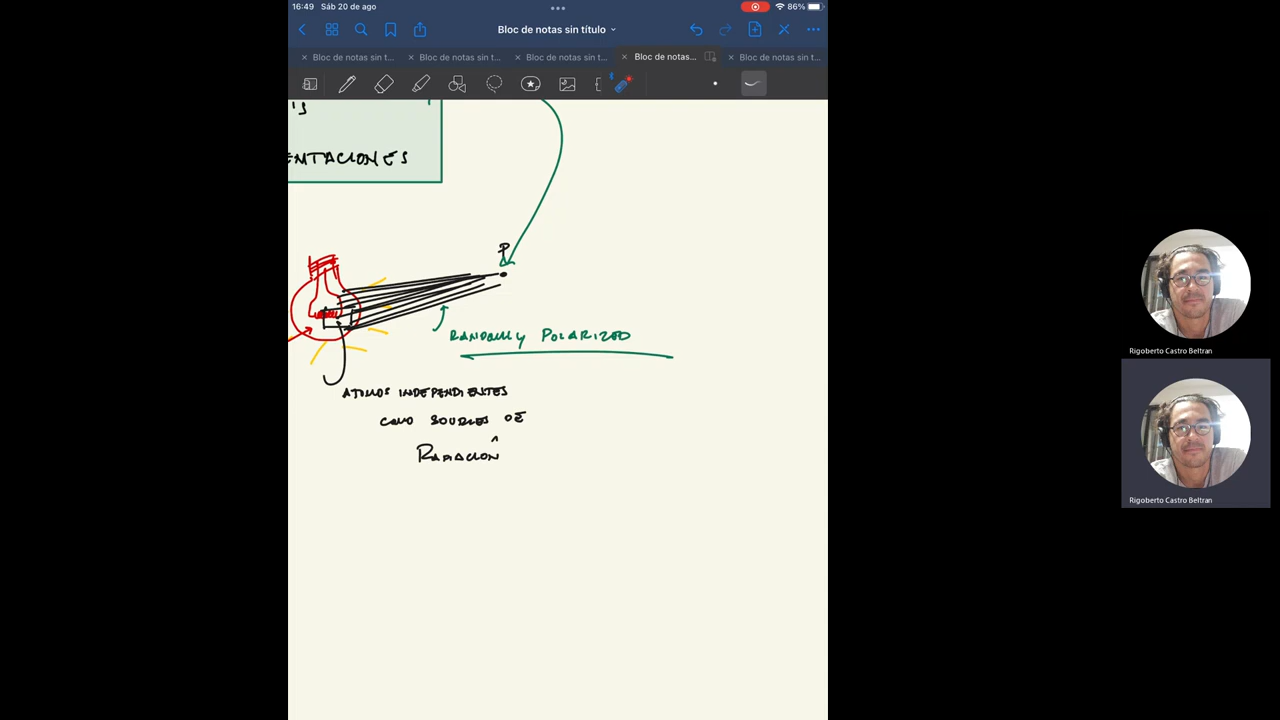 16:49 Sáb 20 de ago
86%
Bloc de notas sin título
Bloc de notas sin t...
Bloc de notas sin t...
Bloc de notas sin t...
Bloc de notas...
Bloc de notas sin t...
ENTACIONES
P
RANDOMLY POLARIZED
ATOMOS INDEPENDIENTES
COMO SOURCES DE
Rigoberto Castro Beltran
Rigoberto Castro Beltran